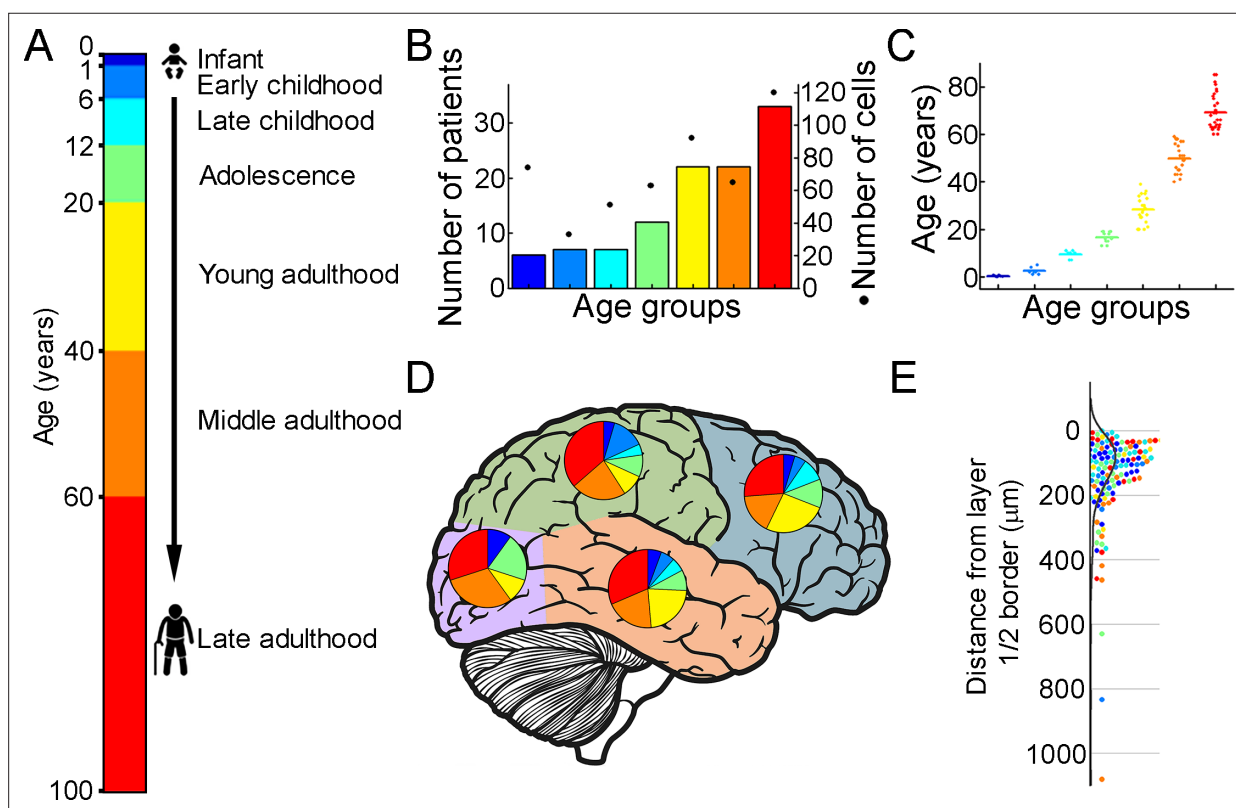 A
0
1
6
12
20
40
60
100
Age (years)
Infant
Early childhood
Late childhood
Adolescence
Young adulthood
Middle adulthood
Late adulthood
B
Number of patients
30
20
10
0
120
100
80
60
40
20
0
Number of cells
Age groups
C
Age (years)
80
60
40
20
0
Age groups
D
E
Distance from layer
1/2 border (μm)
0
200
400
600
800
1000